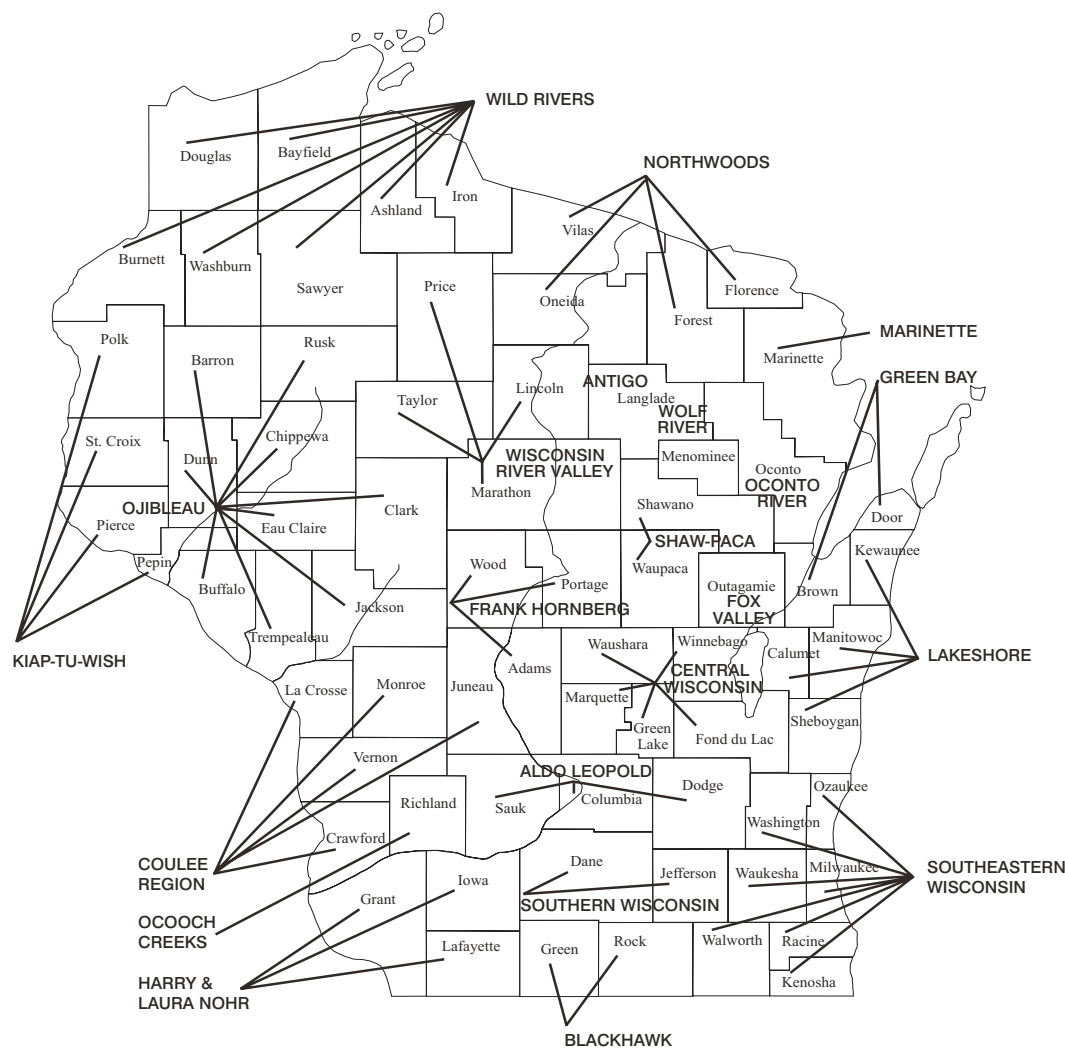 WILD RIVERS
Douglas
Bayfield
NORTHWOODS
Iron
Ashland
Vilas
Burnett
Washburn
Sawyer
Price
Oneida
Florence
Forest
Polk
Barron
Rusk
MARINETTE
Marinette
GREEN BAY
ANTIGO
Lincoln
Langlade
Taylor
WOLF
RIVER
St. Croix
Chippewa
Dunn
WISCONSIN
RIVER VALLEY
Menominee
Oconto
OCONTO
RIVER
Marathon
OJIBLEAU
Clark
Shawano
Door
Pierce
Eau Claire
SHAW-PACA
Kewaunee
Pepin
Wood
Waupaca
Buffalo
Portage
Outagamie
Brown
FOX
VALLEY
Jackson
FRANK HORNBERG
Trempealeau
Waushara
Winnebago
Manitowoc
KIAP-TU-WISH
Adams
Calumet
LAKESHORE
CENTRAL
WISCONSIN
La Crosse
Monroe
Juneau
Marquette
Sheboygan
Green
Lake
Fond du Lac
Vernon
ALDO LEOPOLD
Dodge
Ozaukee
Richland
Sauk
Columbia
Washington
Crawford
COULEE
REGION
Dane
Jefferson
Waukesha
Milwaukee
SOUTHEASTERN
WISCONSIN
Iowa
Grant
SOUTHERN WISCONSIN
OCOOCH
CREEKS
Lafayette
Green
Rock
Walworth
Racine
HARRY &
LAURA NOHR
Kenosha
BLACKHAWK